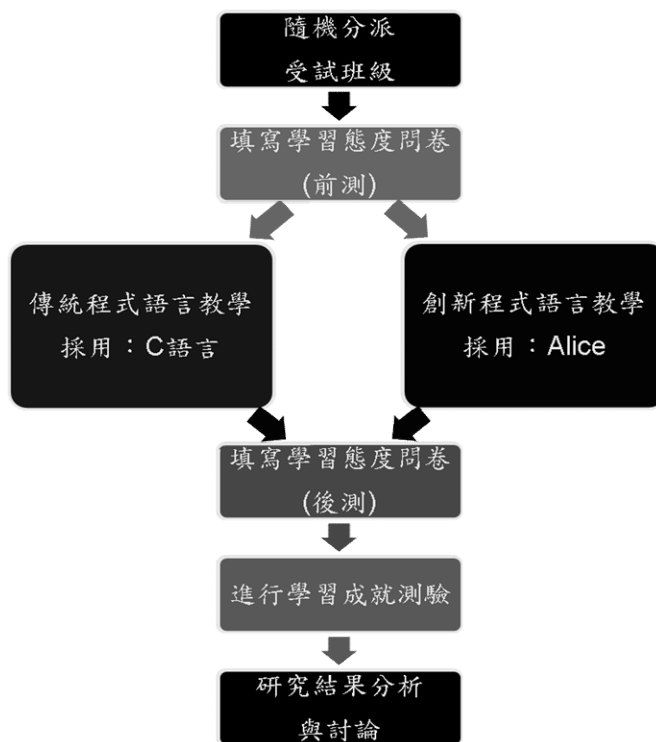 隨機分派
受試班級
填寫學習態度問卷
(前測)
傳統程式語言教學
採用：C語言
創新程式語言教學
採用：Alice
填寫學習態度問卷
(後測)
進行學習成就測驗
研究結果分析
與討論